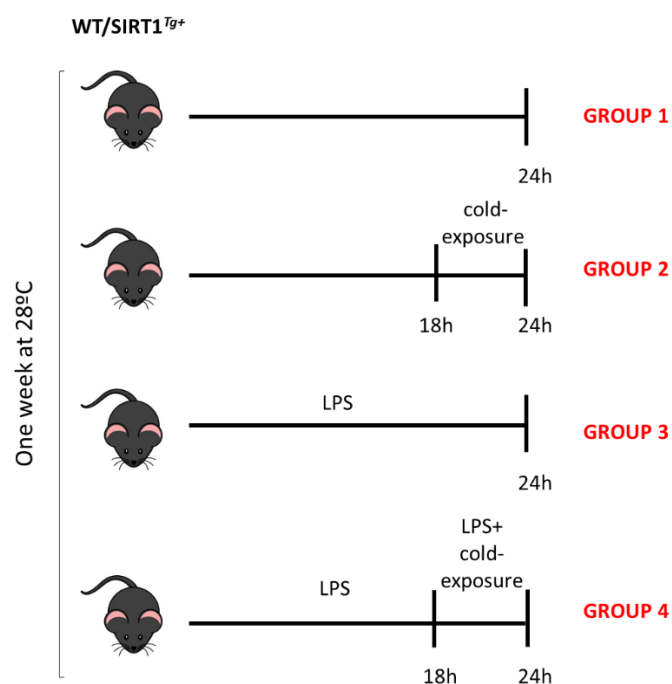 WT/SIRT1Tg+
One week at 28ºC
GROUP 1
24h
cold-
exposure
GROUP 2
18h
24h
LPS
GROUP 3
24h
LPS
LPS+
cold-
exposure
GROUP 4
18h
24h